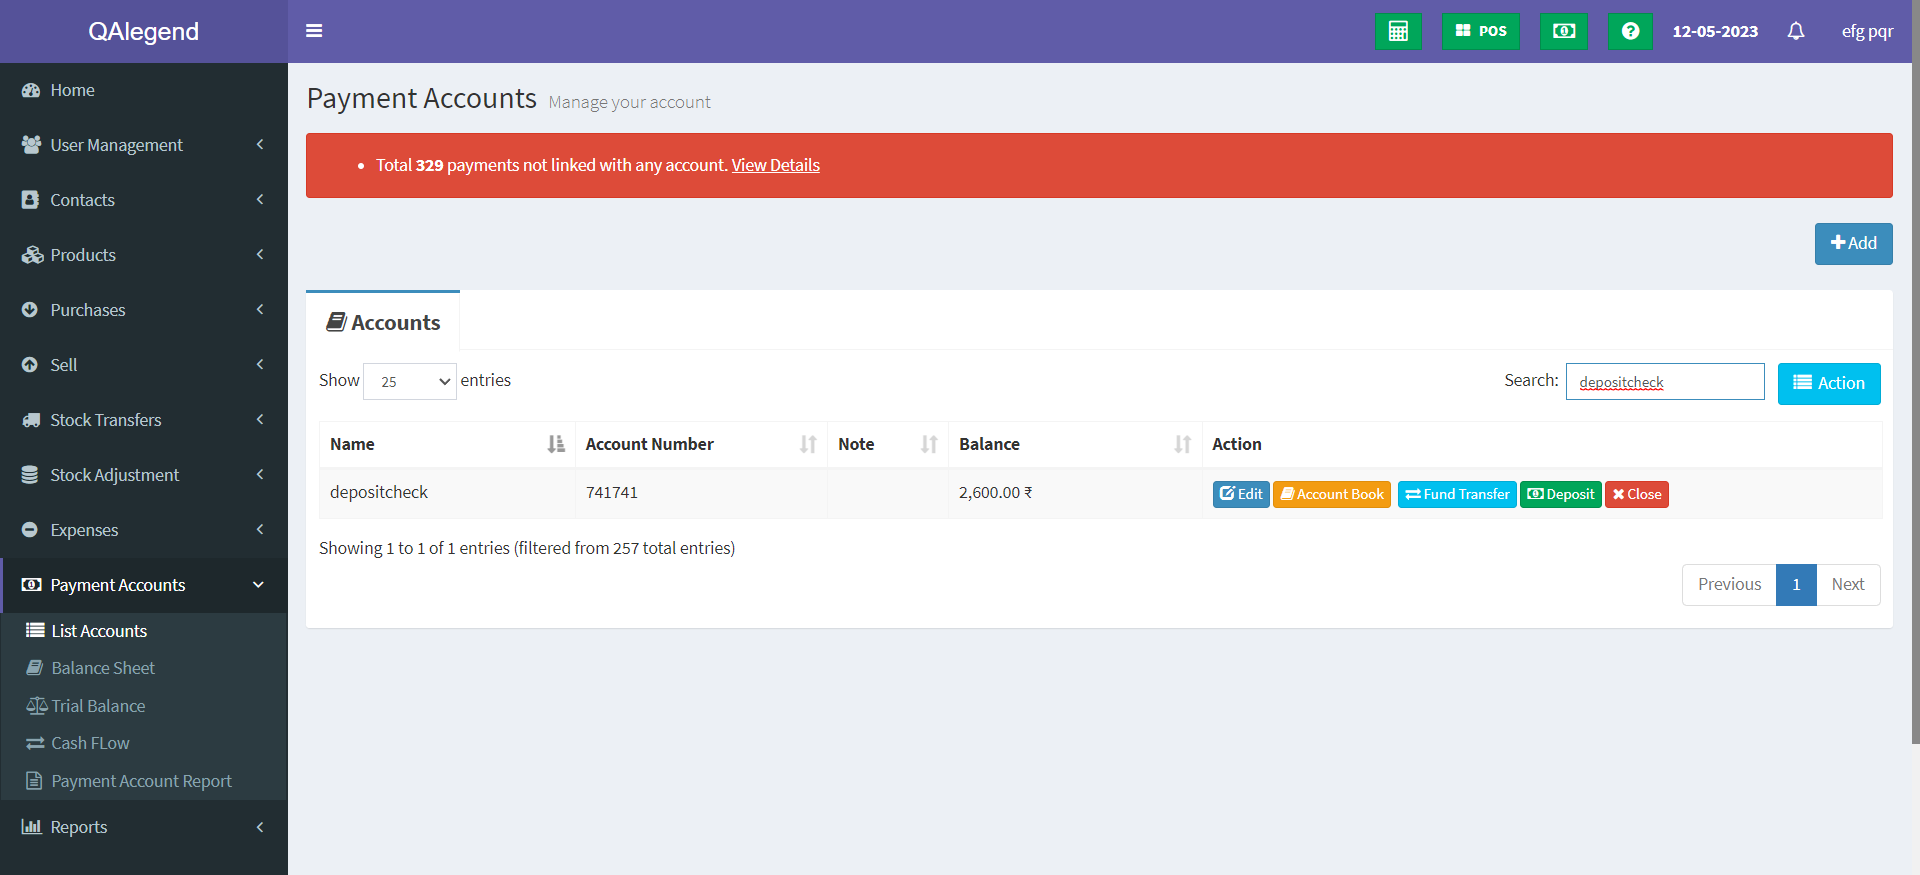 QAlegend
POS
12-05-2023
efg pqr
Home
User Management
Contacts
Products
Purchases
Sell
Stock Transfers
Stock Adjustment
Expenses
Payment Accounts
List Accounts
Balance Sheet
Trial Balance
Cash FLow
Payment Account Report
Reports
Payment Accounts Manage your account
Total 329 payments not linked with any account. View Details
Add
Accounts
Show 25 entries
Search: depositcheck
Action
Name Account Number Note Balance Action
depositcheck 741741 2,600.00 ₹ Edit Account Book Fund Transfer Deposit Close
Showing 1 to 1 of 1 entries (filtered from 257 total entries)
Previous 1 Next